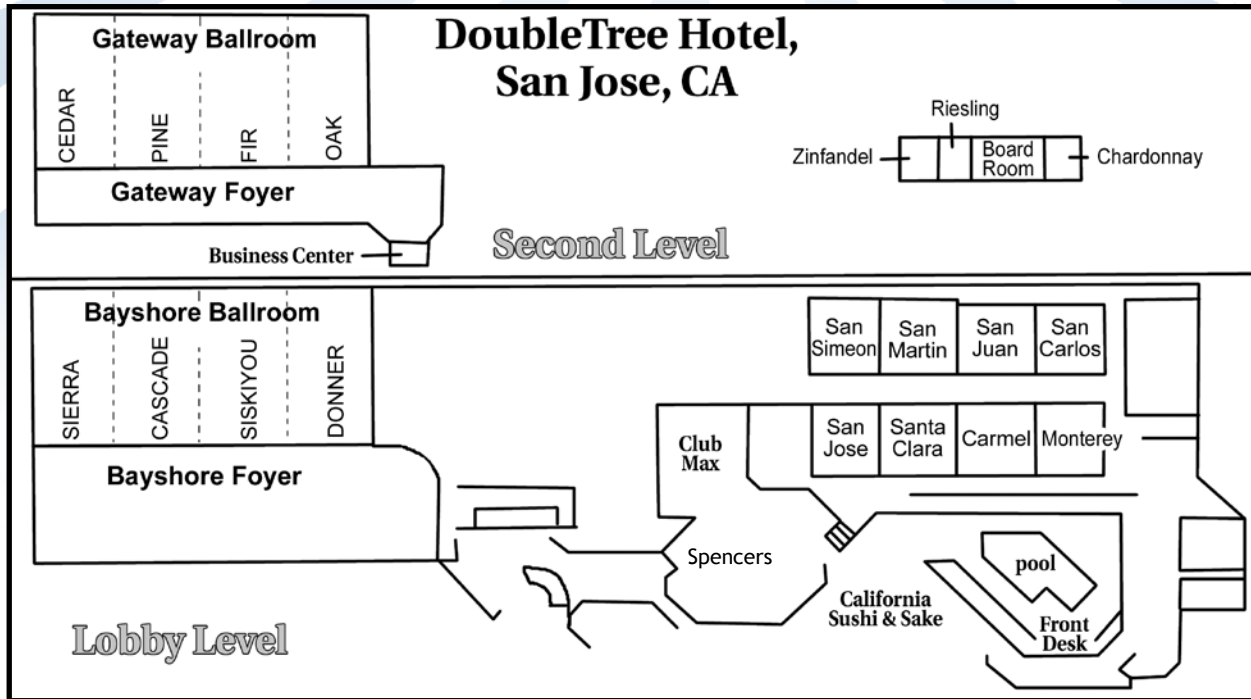 DoubleTree Hotel,
San Jose, CA
Gateway Ballroom
CEDAR
PINE
FIR
OAK
Gateway Foyer
Business Center
Second Level
Riesling
Zinfandel
Board
Room
Chardonnay
Bayshore Ballroom
SIERRA
CASCADE
SISKIYOU
DONNER
Bayshore Foyer
San
Simeon
San
Martin
San
Juan
San
Carlos
San
Jose
Santa
Clara
Carmel
Monterey
Club
Max
Spencers
California
Sushi & Sake
pool
Front
Desk
Lobby Level